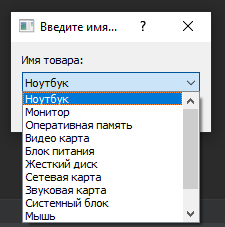 Введите имя...
Имя товара:
Ноутбук
Ноутбук
Монитор
Оперативная память
Видео карта
Блок питания
Жесткий диск
Сетевая карта
Звуковая карта
Системный блок
Мышь